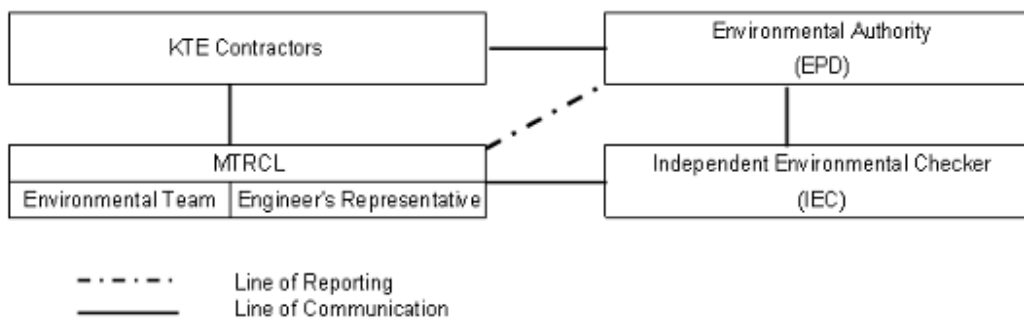 KTE Contractors
Environmental Authority
(EPD)
MTRCL
Environmental Team
Engineer's Representative
Independent Environmental Checker
(IEC)
Line of Reporting
Line of Communication